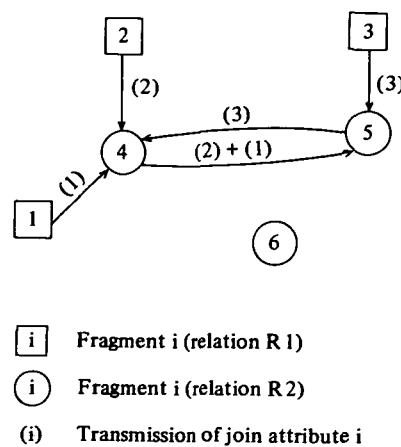 2
3
(2)
(3)
(3)
4
5
(2) + (1)
(1)
1
6
i Fragment i (relation R 1)
i Fragment i (relation R 2)
(i) Transmission of join attribute i